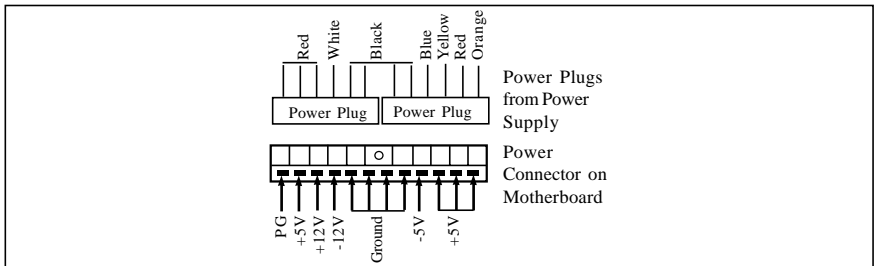 Red
White
Black
Blue
Yellow
Red
Orange
Power Plug
Power Plug
Power Plugs
from Power
Supply
Power
Connector on
Motherboard
PG
+5V
+12V
-12V
Ground
-5V
+5V